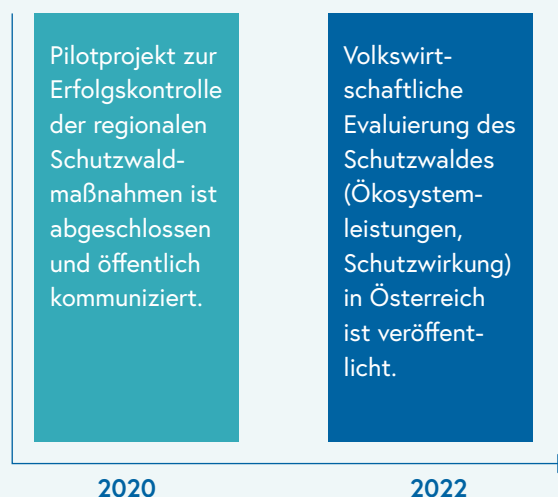 Pilotprojekt zur
Erfolgskontrolle
der regionalen
Schutzwald-
maßnahmen ist
abgeschlossen
und öffentlich
kommuniziert.
Volkswirt-
schaftliche
Evaluierung des
Schutzwaldes
(Ökosystem-
leistungen,
Schutzwirkung)
in Österreich
ist veröffent-
licht.
2020
2022